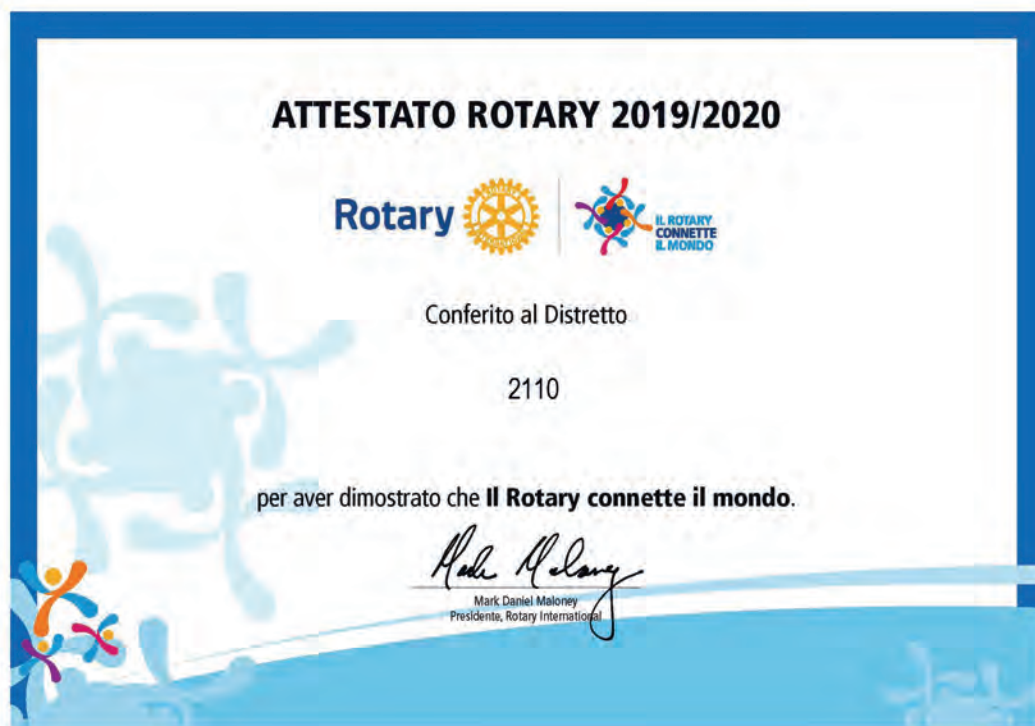 ATTESTATO ROTARY 2019/2020
Rotary
IL ROTARY
CONNETTE
IL MONDO
Conferito al Distretto
2110
per aver dimostrato che Il Rotary connette il mondo.
Mark Daniel Maloney
Presidente, Rotary International